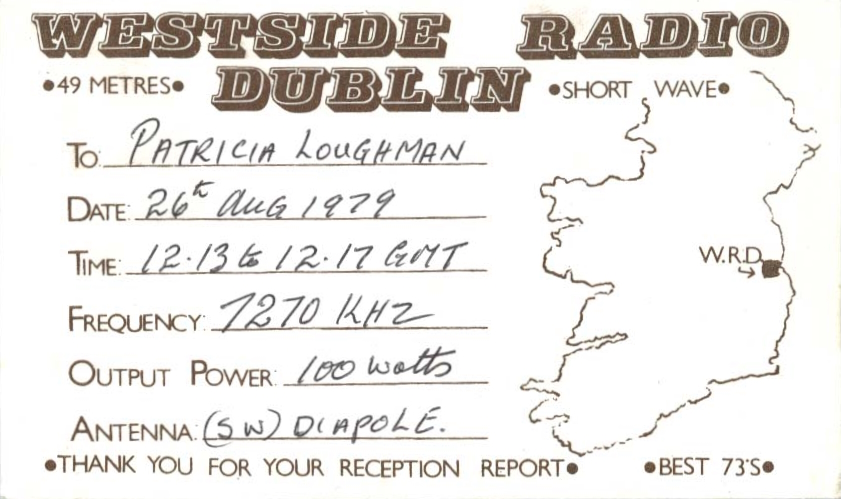 WESTSIDE RADIO
DUBLIN
•49 METRES•
•SHORT WAVE•
TO: PATRICIA LOUGHMAN
DATE: 26th AUG 1979
TIME: 12.13 to 12.17 GMT
W.R.D.
FREQUENCY: 7270 KHZ
OUTPUT POWER: 100 watts
ANTENNA: (SW) DIAPOLE.
•THANK YOU FOR YOUR RECEPTION REPORT•
•BEST 73'S•